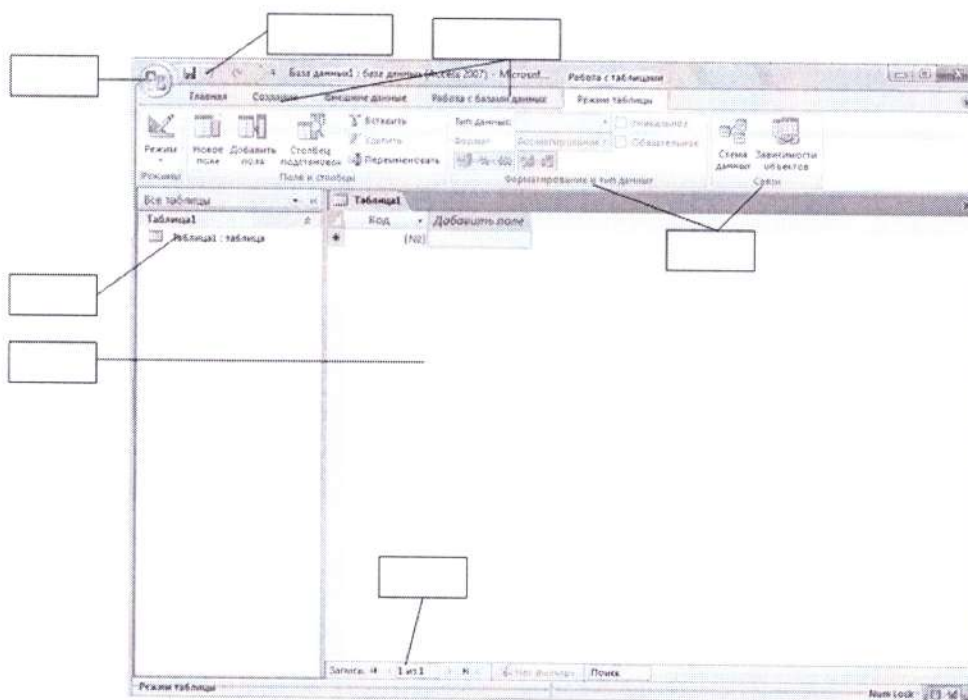 База данных1 : база данных (Access 2007) - Microsof... Работа с таблицами
Главная Создание Внешние данные Работа с базами данных Режим таблицы
Режим
Новое поле
Добавить поля
Столбец подстановок
Вставить
Удалить
Переименовать
Тип данных:
Формат: Форматирование
Уникальное
Обязательное
Схема данных
Зависимости объектов
Режимы Поля и столбцы Форматирование и тип данных Связи
Все таблицы
Таблица1
Таблица1 : таблица
Таблица1
Код Добавить поле
(№)
Запись: 1 из 1 Нет фильтра Поиск
Режим таблицы Num Lock